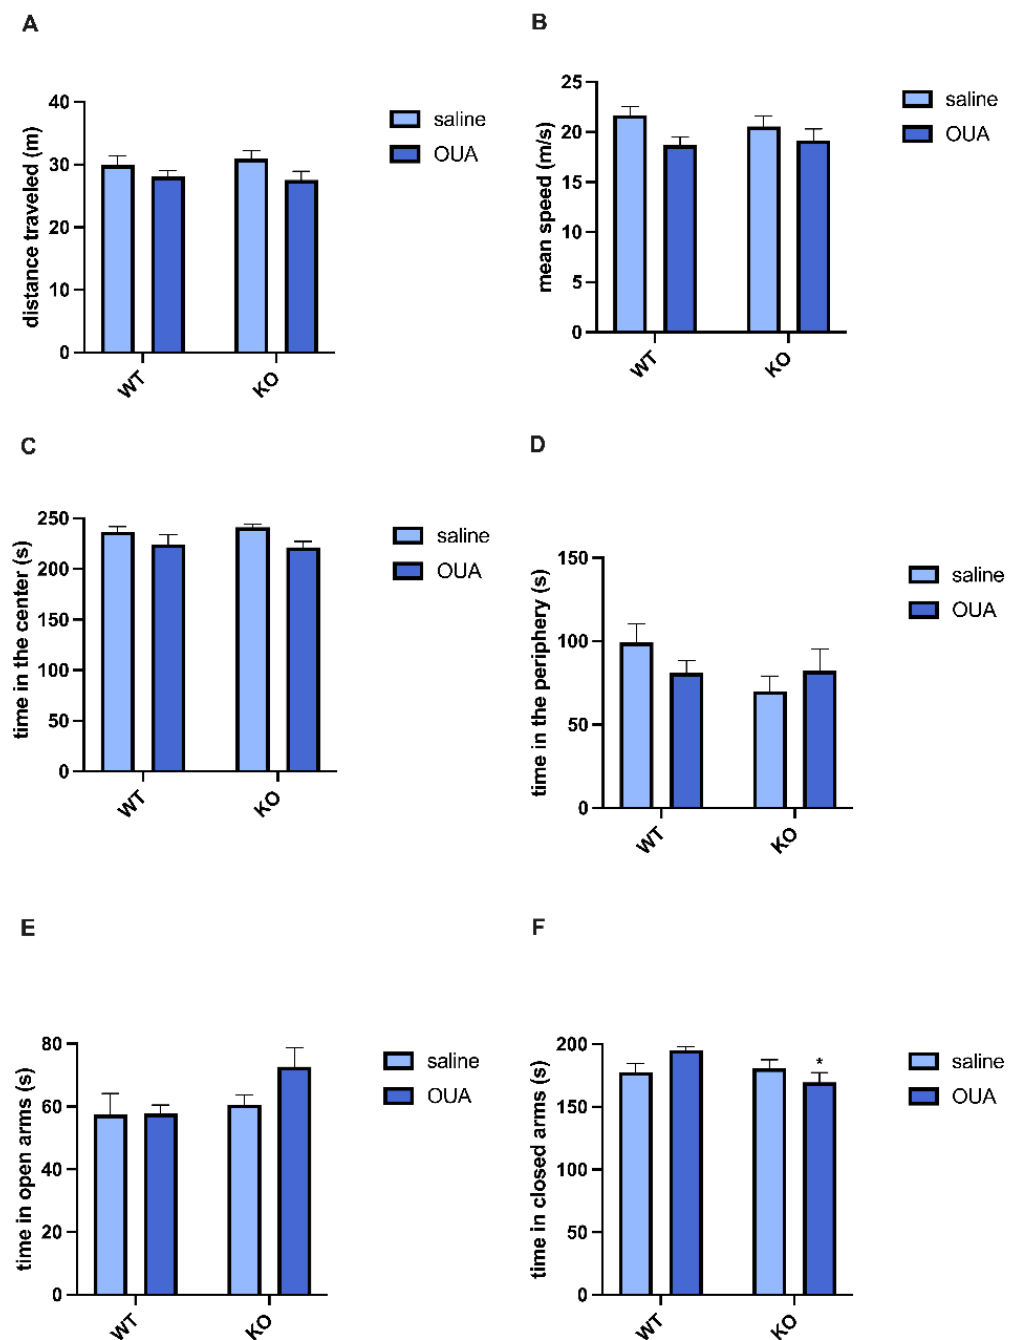 A
distance traveled (m)
40
30
20
10
0
WT
KO
saline
OUA
B
mean speed (m/s)
25
20
15
10
5
0
WT
KO
saline
OUA
C
time in the center (s)
250
200
150
100
50
0
WT
KO
saline
OUA
D
time in the periphery (s)
150
100
50
0
WT
KO
saline
OUA
E
time in open arms (s)
80
60
40
20
0
WT
KO
saline
OUA
F
time in closed arms (s)
200
150
100
50
0
*
WT
KO
saline
OUA